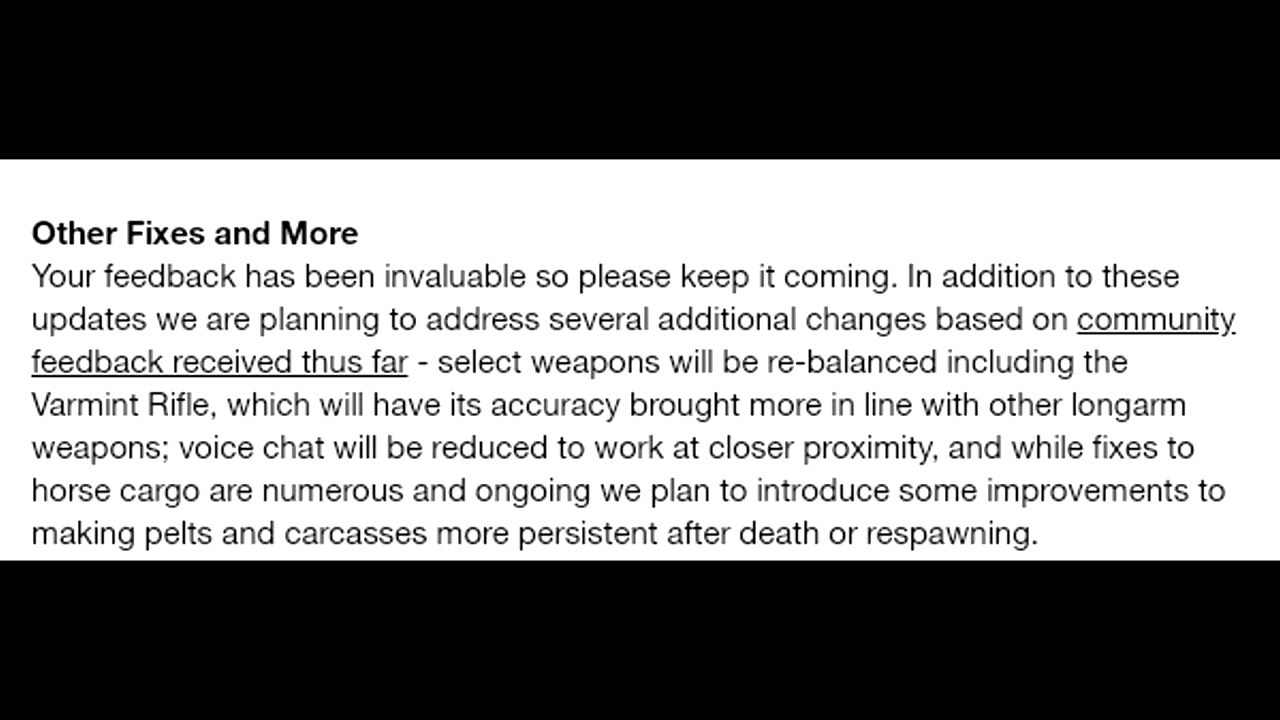 Other Fixes and More
Your feedback has been invaluable so please keep it coming. In addition to these
updates we are planning to address several additional changes based on community
feedback received thus far - select weapons will be re-balanced including the
Varmint Rifle, which will have its accuracy brought more in line with other longarm
weapons; voice chat will be reduced to work at closer proximity, and while fixes to
horse cargo are numerous and ongoing we plan to introduce some improvements to
making pelts and carcasses more persistent after death or respawning.